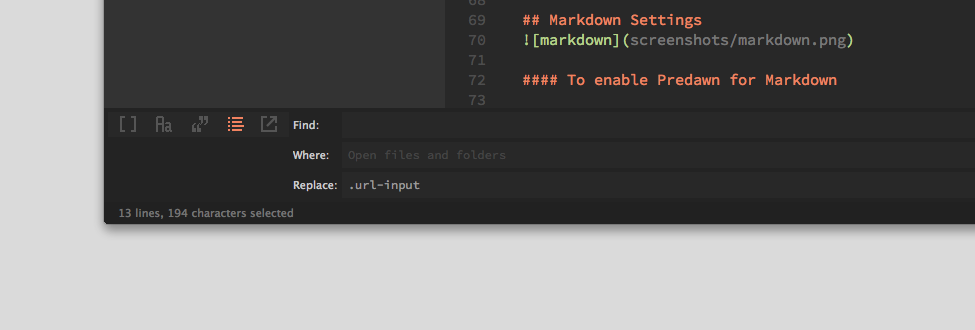 68
69 ## Markdown Settings
70 ![markdown](screenshots/markdown.png)
71
72 #### To enable Predawn for Markdown
73
[] Aa “” Find:
Where: Open files and folders
Replace: .url-input
13 lines, 194 characters selected